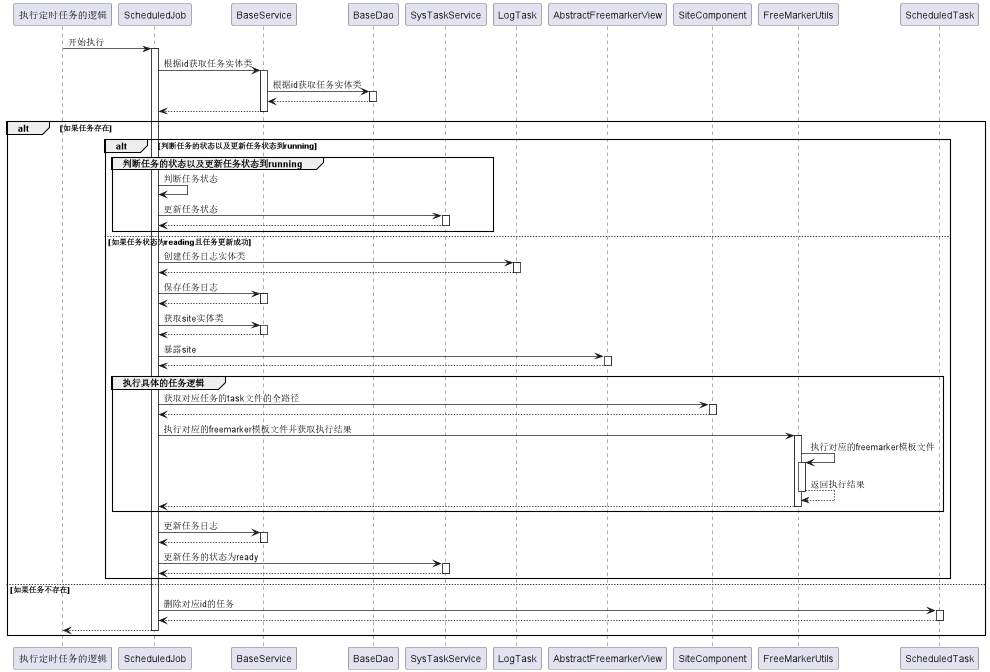 执行定时任务的逻辑 ScheduledJob BaseService BaseDao SysTaskService LogTask AbstractFreemarkerView SiteComponent FreeMarkerUtils ScheduledTask
开始执行
根据id获取任务实体类
根据id获取任务实体类
alt [如果任务存在]
alt [判断任务的状态以及更新任务状态到running]
判断任务的状态以及更新任务状态到running
判断任务状态
更新任务状态
[如果任务状态为reading且任务更新成功]
创建任务日志实体类
保存任务日志
获取site实体类
暴露site
执行具体的任务逻辑
获取对应任务的task文件的全路径
执行对应的freemarker模板文件并获取执行结果
执行对应的freemarker模板文件
返回执行结果
更新任务日志
更新任务的状态为ready
[如果任务不存在]
删除对应id的任务
执行定时任务的逻辑 ScheduledJob BaseService BaseDao SysTaskService LogTask AbstractFreemarkerView SiteComponent FreeMarkerUtils ScheduledTask